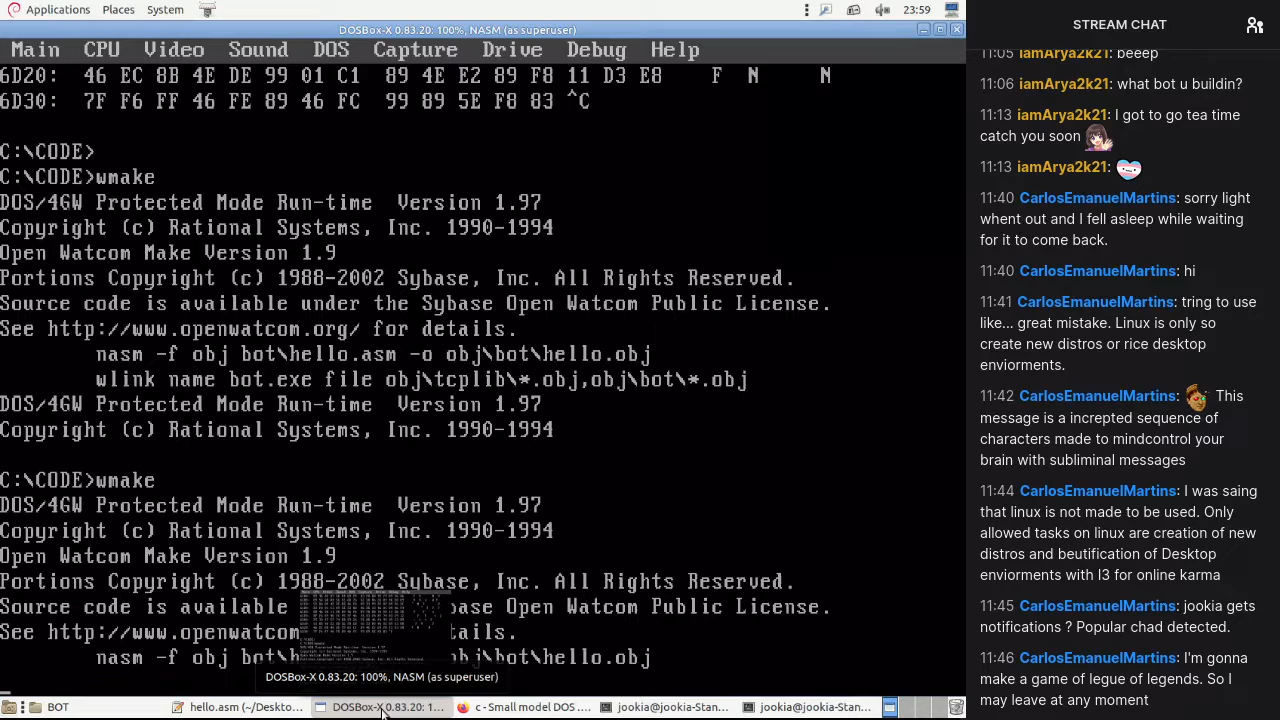 Applications Places System 23:59
DOSBox-X 0.83.20: 100%, NASM (as superuser)
Main CPU Video Sound DOS Capture Drive Debug Help
6D20: 46 EC 8B 4E DE 99 01 C1 89 4E E2 89 F8 11 D3 E8 F N N
6D30: 7F F6 FF 46 FE 89 46 FC 99 89 5E F8 83 ^C
C:\CODE>
C:\CODE>wmake
DOS/4GW Protected Mode Run-time Version 1.97
Copyright (c) Rational Systems, Inc. 1990-1994
Open Watcom Make Version 1.9
Portions Copyright (c) 1988-2002 Sybase, Inc. All Rights Reserved.
Source code is available under the Sybase Open Watcom Public License.
See http://www.openwatcom.org/ for details.
nasm -f obj bot\hello.asm -o obj\bot\hello.obj
wlink name bot.exe file obj\tcplib\*.obj,obj\bot\*.obj
DOS/4GW Protected Mode Run-time Version 1.97
Copyright (c) Rational Systems, Inc. 1990-1994
C:\CODE>wmake
DOS/4GW Protected Mode Run-time Version 1.97
Copyright (c) Rational Systems, Inc. 1990-1994
Open Watcom Make Version 1.9
Portions Copyright (c) 1988-2002 Sybase, Inc. All Rights Reserved.
Source code is available base Open Watcom Public License.
See http://www.openwatcom tails.
nasm -f obj bot bot\hello.obj
DOSBox-X 0.83.20: 100%, NASM (as superuser)
BOT hello.asm (~/Deskto... DOSBox-X 0.83.20: 1... c - Small model DOS ... jookia@jookia-Stan... jookia@jookia-Stan...
STREAM CHAT
11:05 iamArya2k21: beeep
11:06 iamArya2k21: what bot u buildin?
11:13 iamArya2k21: I got to go tea time
catch you soon
11:13 iamArya2k21:
11:40 CarlosEmanuelMartins: sorry light
whent out and I fell asleep while waiting
for it to come back.
11:40 CarlosEmanuelMartins: hi
11:41 CarlosEmanuelMartins: tring to use
like... great mistake. Linux is only so
create new distros or rice desktop
enviorments.
11:42 CarlosEmanuelMartins: This
message is a increpted sequence of
characters made to mindcontrol your
brain with subliminal messages
11:44 CarlosEmanuelMartins: I was saing
that linux is not made to be used. Only
allowed tasks on linux are creation of new
distros and beutification of Desktop
enviorments with I3 for online karma
11:45 CarlosEmanuelMartins: jookia gets
notifications ? Popular chad detected.
11:46 CarlosEmanuelMartins: I'm gonna
make a game of legue of legends. So I
may leave at any moment